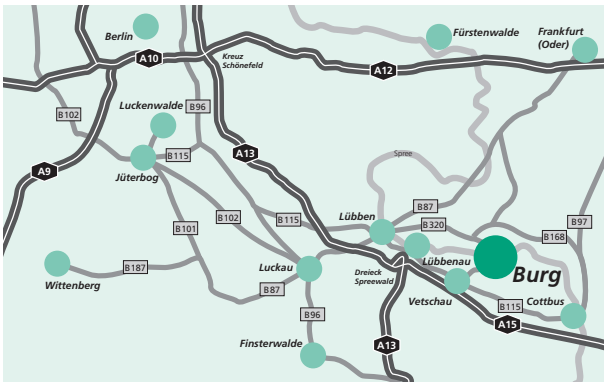 Berlin
A10
Kreuz
Schönefeld
Fürstenwalde
Frankfurt
(Oder)
A12
B102
Luckenwalde
B96
A9
Jüterbog
B115
A13
Spree
B101
B102
B115
Lübben
B87
B320
B97
B168
Wittenberg
B187
Luckau
B87
Dreieck
Spreewald
Lübbenau
Burg
Vetschau
B115
Cottbus
B96
A15
Finsterwalde
A13